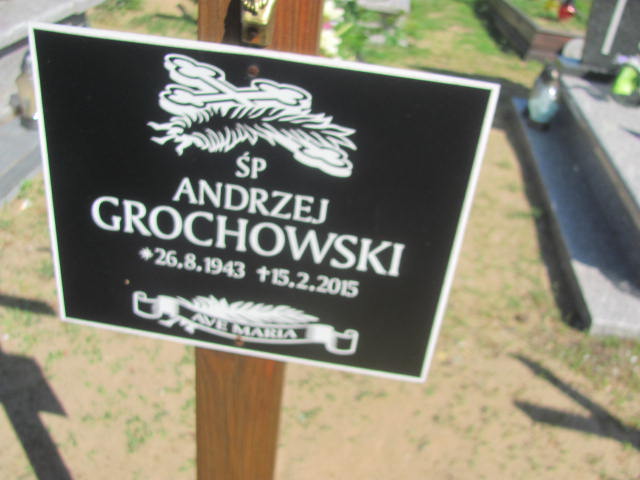 ŚP
ANDRZEJ
GROCHOWSKI
*26.8.1943 †15.2.2015
AVE MARIA